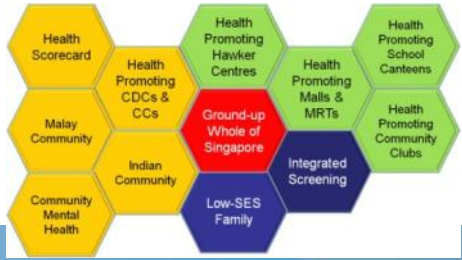 Health
Scorecard
Health
Promoting
CDCs &
CCs
Health
Promoting
Hawker
Centres
Health
Promoting
Malls &
MRTs
Health
Promoting
School
Canteens
Malay
Community
Indian
Community
Ground-up
Whole of
Singapore
Integrated
Screening
Health
Promoting
Community
Clubs
Community
Mental
Health
Low-SES
Family